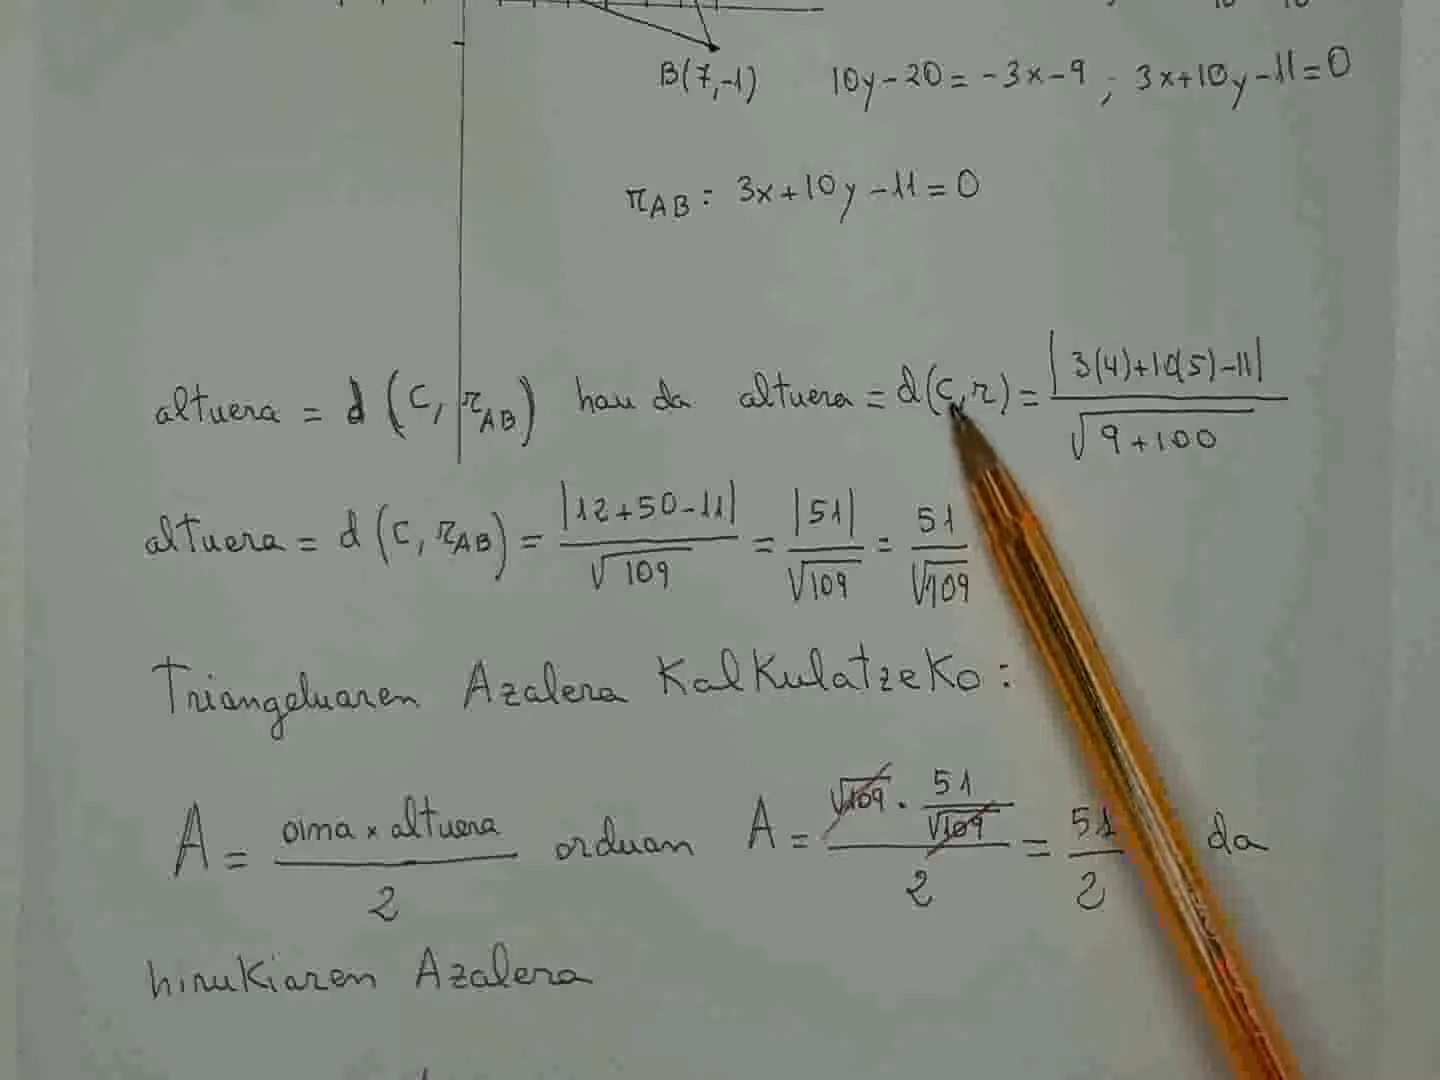 B(7,-1) 10y-20=-3x-9 ; 3x+10y-11=0
r_AB: 3x+10y-11=0
altuera = d(C, r_AB) hau da altuera = d(C,r) = |3(4)+10(5)-11| / √(9+100)
altuera = d(C, r_AB) = |12+50-11| / √109 = |51| / √109 = 51 / √109
Triangeluaren Azalera Kalkulatzeko:
A = oina × altuera / 2 orduan A = √109 · 51/√109 / 2 = 51 / 2 da
hirukiaren Azalera